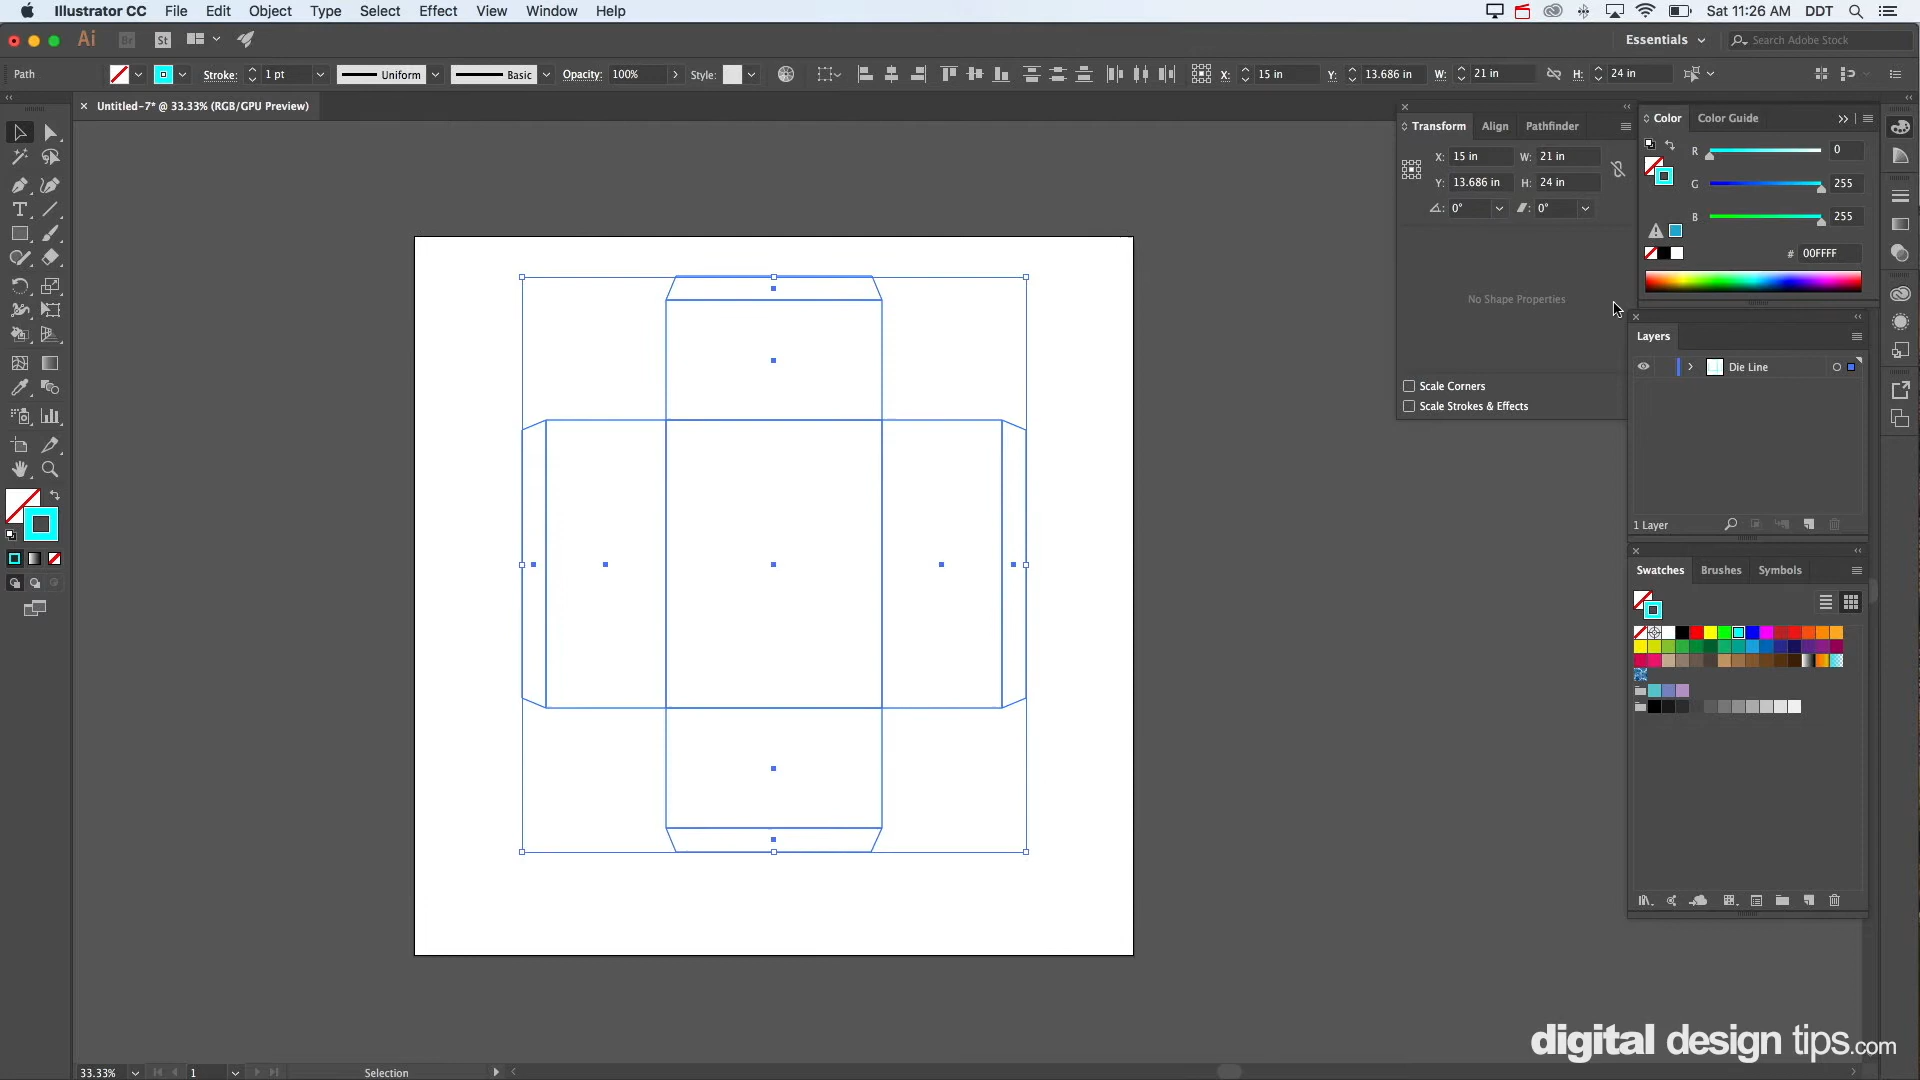 Illustrator CC File Edit Object Type Select Effect View Window Help
Sat 11:26 AM DDT
Ai Br St
Essentials
Search Adobe Stock
Path
Stroke: 1 pt
Uniform
Basic
Opacity: 100%
Style:
X: 15 in
Y: 13.686 in
W: 21 in
H: 24 in
Untitled-7* @ 33.33% (RGB/GPU Preview)
Transform Align Pathfinder
X: 15 in W: 21 in
Y: 13.686 in H: 24 in
0° 0°
No Shape Properties
Scale Corners
Scale Strokes & Effects
Color Color Guide
R 0
G 255
B 255
# 00FFFF
Layers
Die Line
1 Layer
Swatches Brushes Symbols
33.33% 1 Selection
digital design tips.com